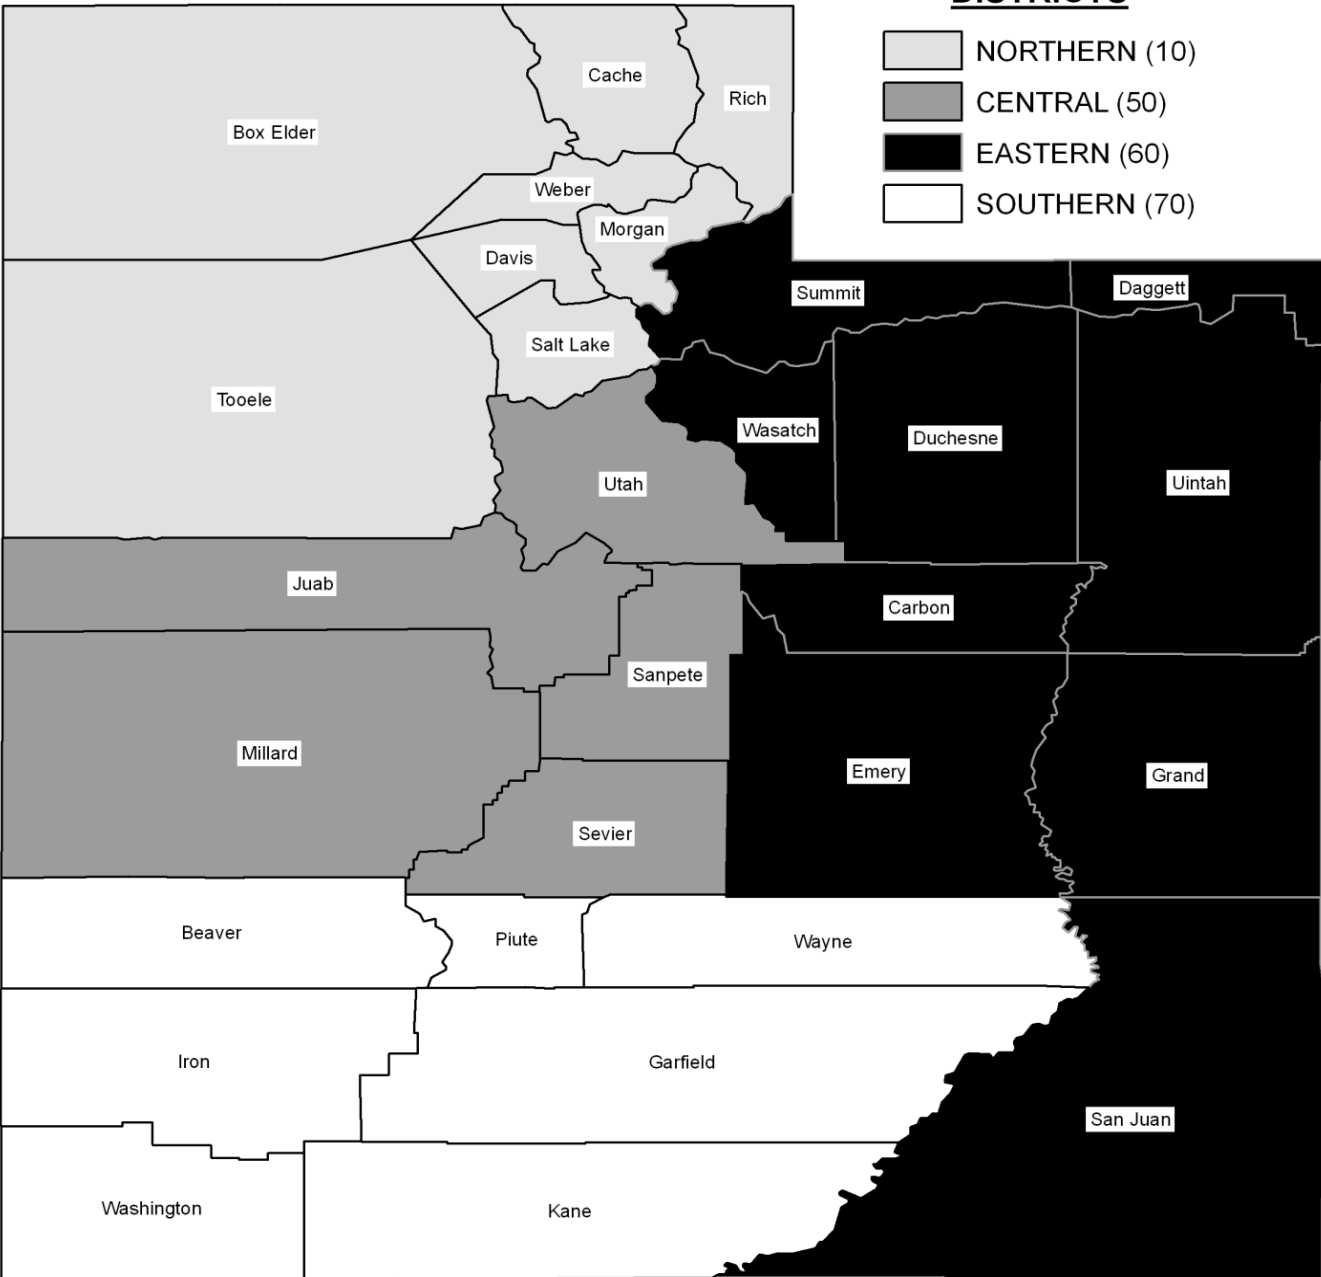 DISTRICTS
NORTHERN (10)
CENTRAL (50)
EASTERN (60)
SOUTHERN (70)
Cache
Rich
Box Elder
Weber
Morgan
Davis
Summit
Daggett
Salt Lake
Tooele
Wasatch
Duchesne
Utah
Uintah
Juab
Carbon
Sanpete
Millard
Emery
Grand
Sevier
Beaver
Piute
Wayne
Iron
Garfield
San Juan
Washington
Kane